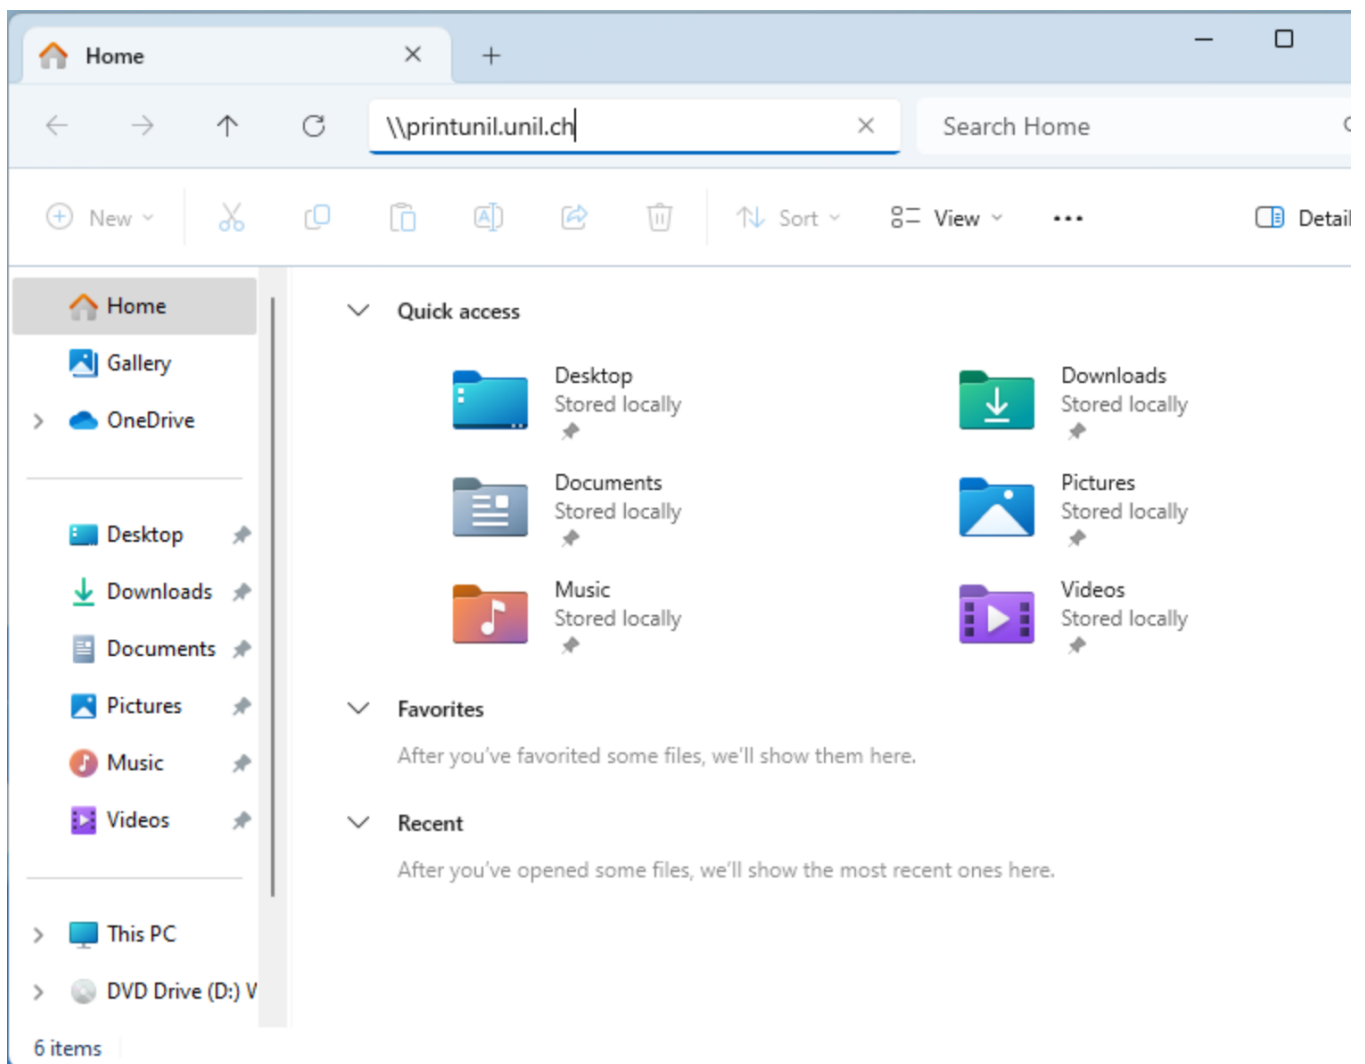 Home
\\printunil.unil.ch
Search Home
New
Sort
View
Home
Gallery
OneDrive
Desktop
Downloads
Documents
Pictures
Music
Videos
This PC
DVD Drive (D:)
6 items
Quick access
Desktop
Stored locally
Downloads
Stored locally
Documents
Stored locally
Pictures
Stored locally
Music
Stored locally
Videos
Stored locally
Favorites
After you've favorited some files, we'll show them here.
Recent
After you've opened some files, we'll show the most recent ones here.